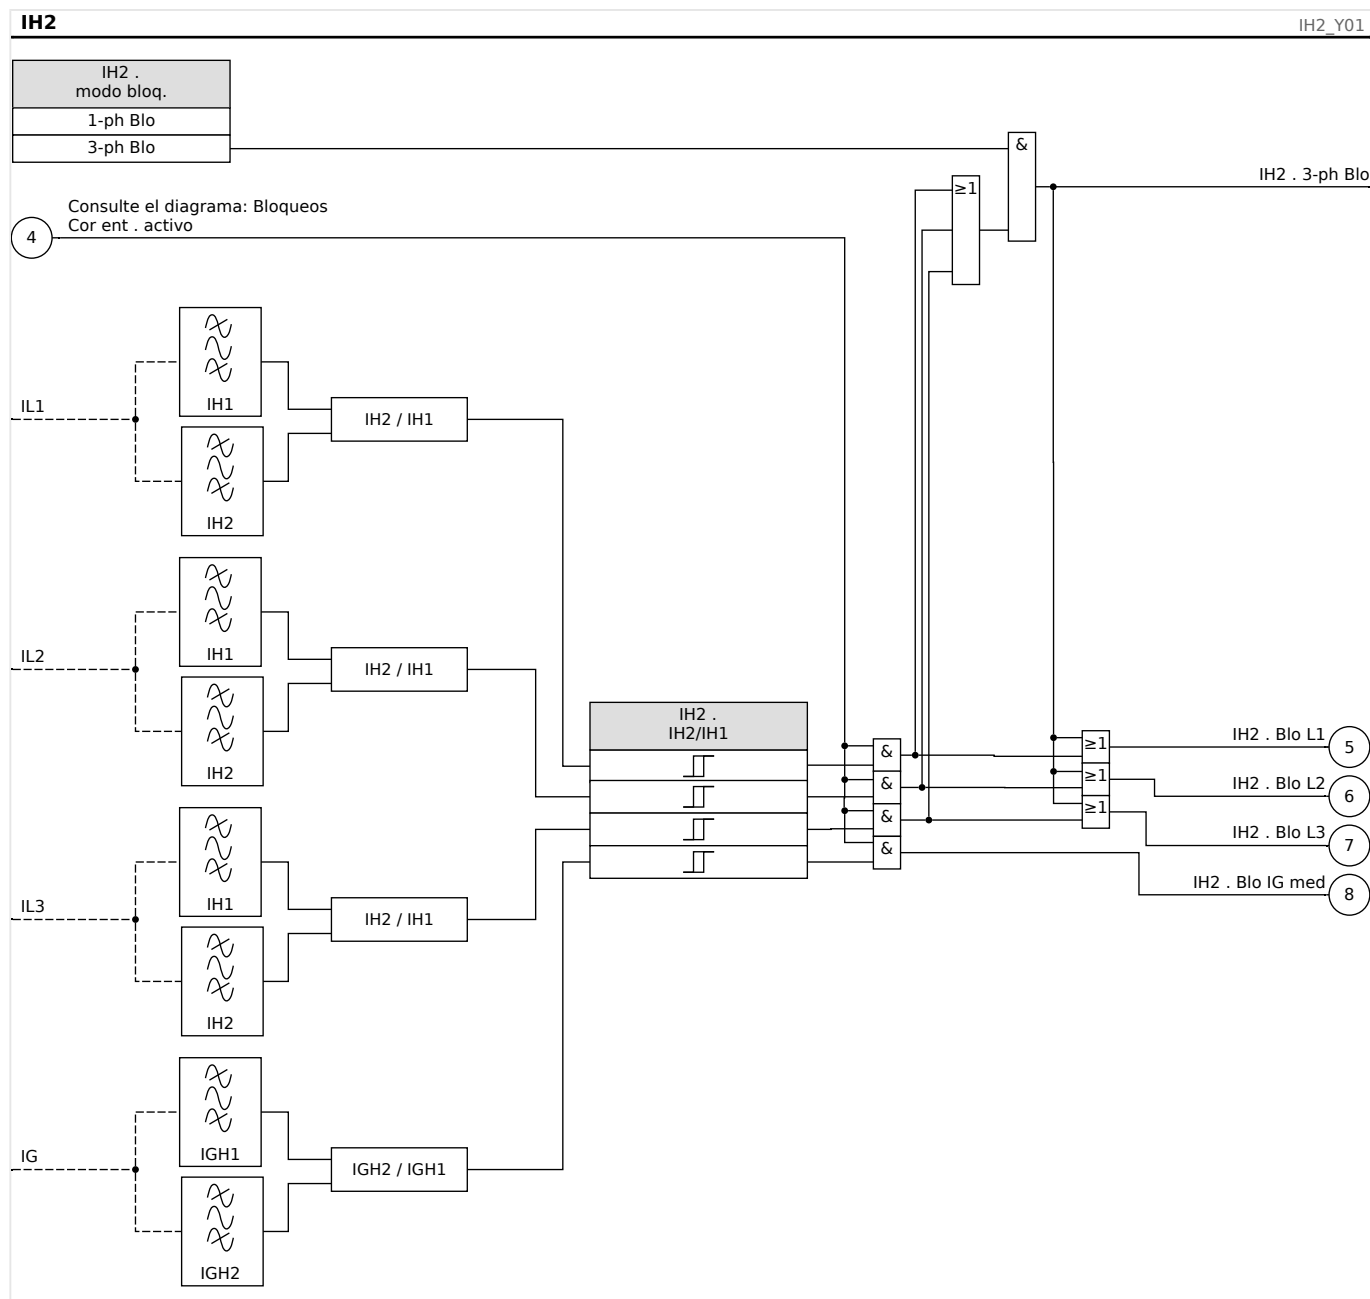 IH2
IH2_Y01
IH2 .
modo bloq.
1-ph Blo
3-ph Blo
&
≥1
IH2 . 3-ph Blo
Consulte el diagrama: Bloqueos
Cor ent . activo
4
IL1
IH1
IH2 / IH1
IH2
IL2
IH1
IH2 / IH1
IH2
IH2 .
IH2/IH1
&
&
&
&
≥1
≥1
≥1
IH2 . Blo L1
5
IH2 . Blo L2
6
IH2 . Blo L3
7
IH2 . Blo IG med
8
IL3
IH1
IH2 / IH1
IH2
IG
IGH1
IGH2 / IGH1
IGH2